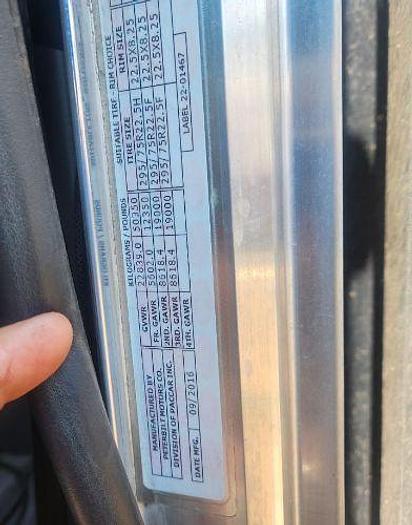 MANUFACTURED BY
PETERBILT MOTORS CO.
DIVISION OF PACCAR INC.
DATE MFG. 09/2016
KILOGRAMS / POUNDS
GVWR 22839.0 50350
FR. GAWR 5602.0 12350
2ND. GAWR 8618.4 19000
3RD. GAWR 8618.4 19000
4TH. GAWR
SUITABLE TIRE - RIM CHOICE
TIRE SIZE RIM SIZE
295/75R22.5H 22.5X8.25
295/75R22.5F 22.5X8.25
295/75R22.5F 22.5X8.25
LABEL 22-01467